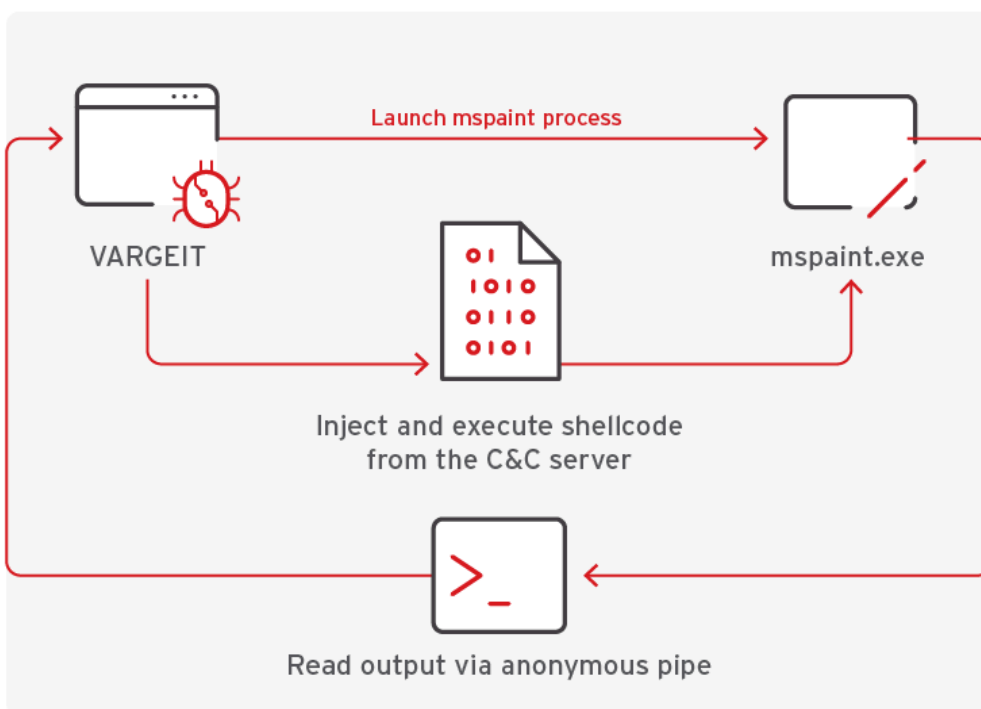 Launch mspaint process
VARGEIT
mspaint.exe
01
1010
0110
0101
Inject and execute shellcode
from the C&C server
>_
Read output via anonymous pipe